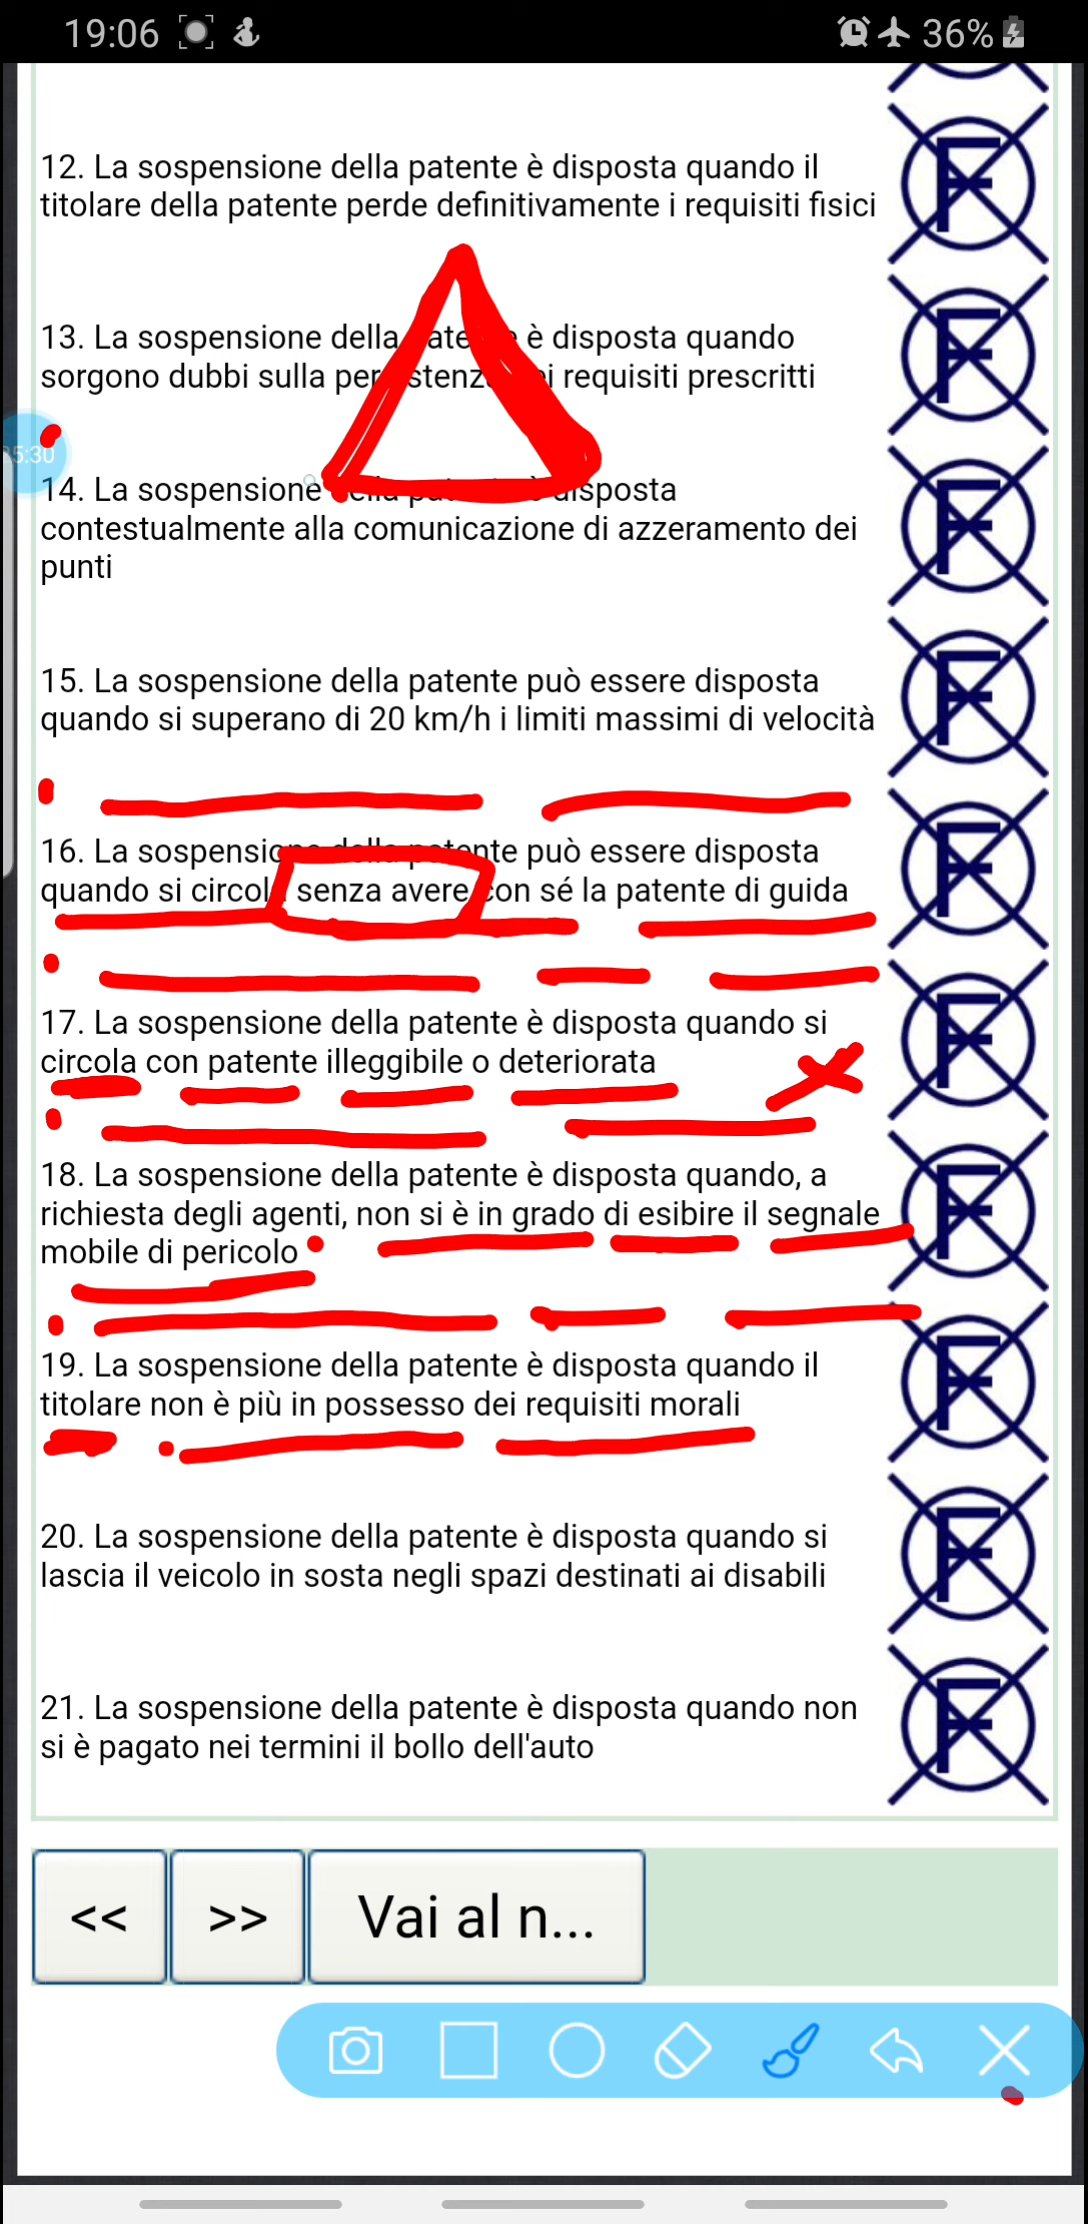 19:06
36%
12. La sospensione della patente è disposta quando il
titolare della patente perde definitivamente i requisiti fisici
F
13. La sospensione della è disposta quando
sorgono dubbi sulla requisiti prescritti
F
5:30
14. La sospensione disposta
contestualmente alla comunicazione di azzeramento dei
punti
F
15. La sospensione della patente può essere disposta
quando si superano di 20 km/h i limiti massimi di velocità
F
16. La sospensione della patente può essere disposta
quando si circola senza avere con sé la patente di guida
F
17. La sospensione della patente è disposta quando si
circola con patente illeggibile o deteriorata
F
18. La sospensione della patente è disposta quando, a
richiesta degli agenti, non si è in grado di esibire il segnale
mobile di pericolo
F
19. La sospensione della patente è disposta quando il
titolare non è più in possesso dei requisiti morali
F
20. La sospensione della patente è disposta quando si
lascia il veicolo in sosta negli spazi destinati ai disabili
F
21. La sospensione della patente è disposta quando non
si è pagato nei termini il bollo dell'auto
F
<< >> Vai al n...